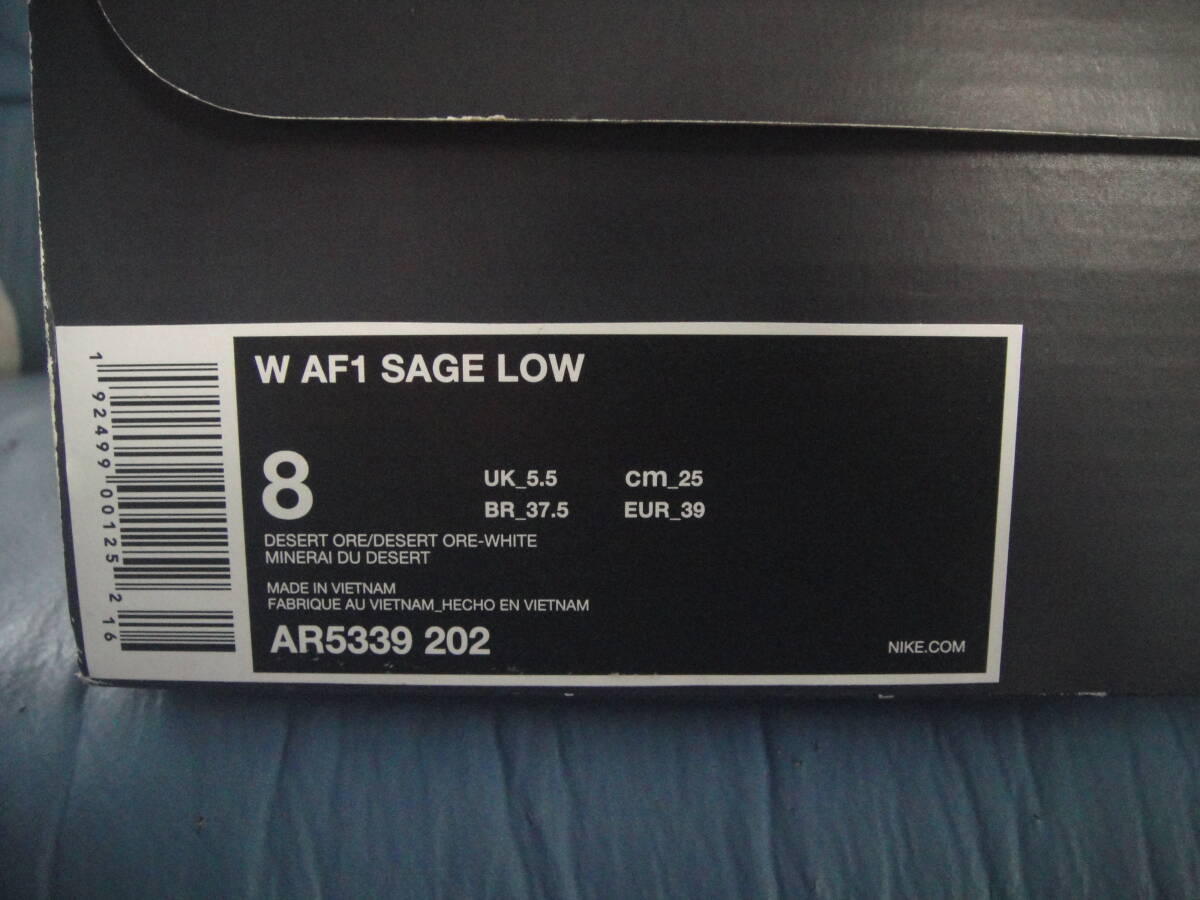 W AF1 SAGE LOW
8
UK_5.5 cm_25
BR_37.5 EUR_39
DESERT ORE/DESERT ORE-WHITE
MINERAI DU DESERT
MADE IN VIETNAM
FABRIQUE AU VIETNAM_HECHO EN VIETNAM
AR5339 202
NIKE.COM
1 92499 00125 2 16